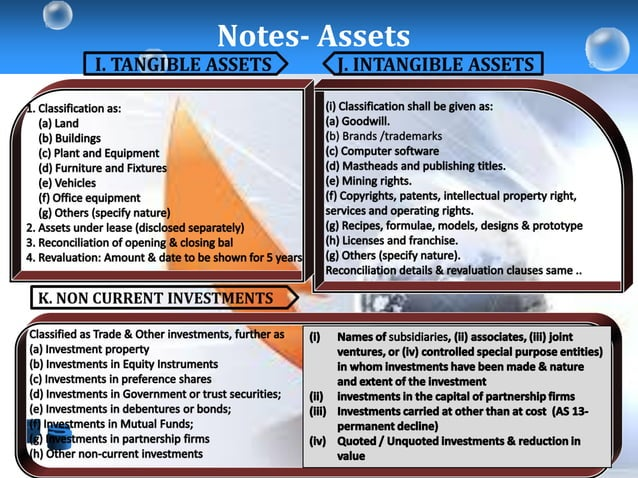 Notes- Assets
I. TANGIBLE ASSETS
J. INTANGIBLE ASSETS
1. Classification as:
(a) Land
(b) Buildings
(c) Plant and Equipment
(d) Furniture and Fixtures
(e) Vehicles
(f) Office equipment
(g) Others (specify nature)
2. Assets under lease (disclosed separately)
3. Reconciliation of opening & closing bal
4. Revaluation: Amount & date to be shown for 5 years
(i) Classification shall be given as:
(a) Goodwill.
(b) Brands /trademarks
(c) Computer software
(d) Mastheads and publishing titles.
(e) Mining rights.
(f) Copyrights, patents, intellectual property right,
services and operating rights.
(g) Recipes, formulae, models, designs & prototype
(h) Licenses and franchise.
(g) Others (specify nature).
Reconciliation details & revaluation clauses same ..
K. NON CURRENT INVESTMENTS
Classified as Trade & Other investments, further as
(a) Investment property
(b) Investments in Equity Instruments
(c) Investments in preference shares
(d) Investments in Government or trust securities;
(e) Investments in debentures or bonds;
(f) Investments in Mutual Funds;
(g) Investments in partnership firms
(h) Other non-current investments
(I) Names of subsidiaries, (ii) associates, (iii) joint
ventures, or (iv) controlled special purpose entities)
in whom investments have been made & nature
and extent of the investment
(ii) investments in the capital of partnership firms
(iii) Investments carried at other than at cost (AS 13-
permanent decline)
(iv) Quoted / Unquoted investments & reduction in
value